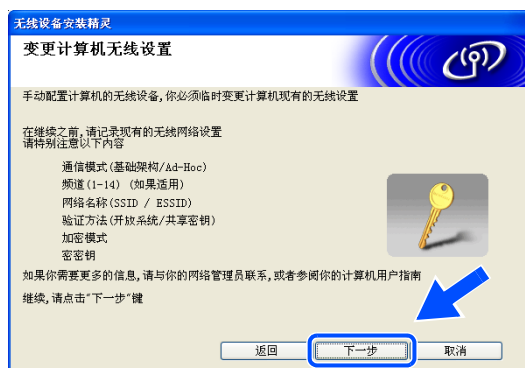 无线设备安装精灵
变更计算机无线设置
手动配置计算机的无线设备,你必须临时变更计算机现有的无线设置
在继续之前,请记录现有的无线网络设置
请特别注意以下内容
通信模式(基础架构/Ad-Hoc)
频道(1-14) (如果适用)
网络名称(SSID / ESSID)
验证方法(开放系统/共享密钥)
加密模式
密密钥
如果你需要更多的信息,请与你的网络管理员联系,或者参阅你的计算机用户指南
继续,请点击"下一步"键
返回 下一步 取消